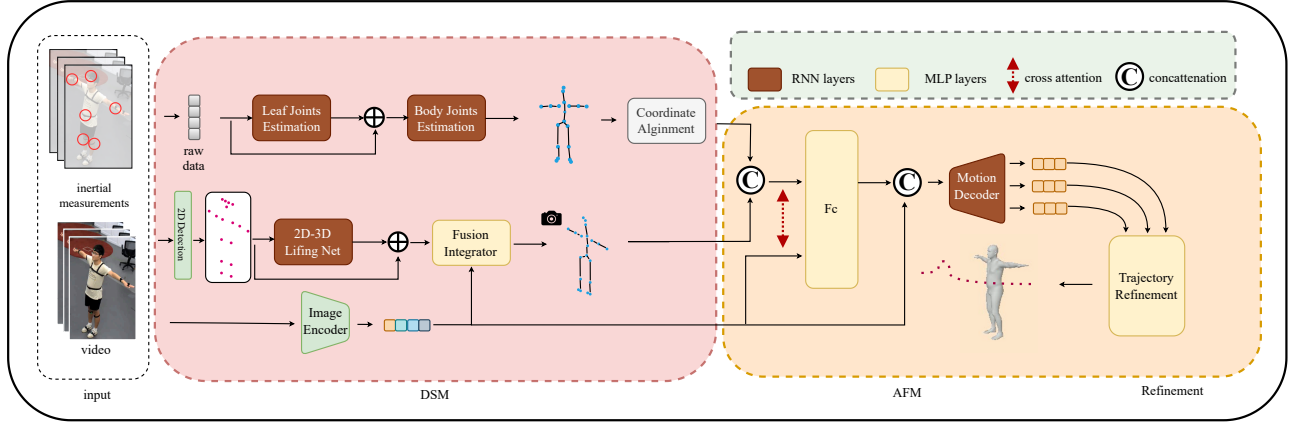 inertial
measurements
video
input
raw
data
Leaf Joints
Estimation
Body Joints
Estimation
Coordinate
Alginment
2D Detection
2D-3D
Lifing Net
Fusion
Integrator
Image
Encoder
DSM
RNN layers
MLP layers
cross attention
C
concattenation
C
Fc
C
Motion
Decoder
Trajectory
Refinement
AFM
Refinement